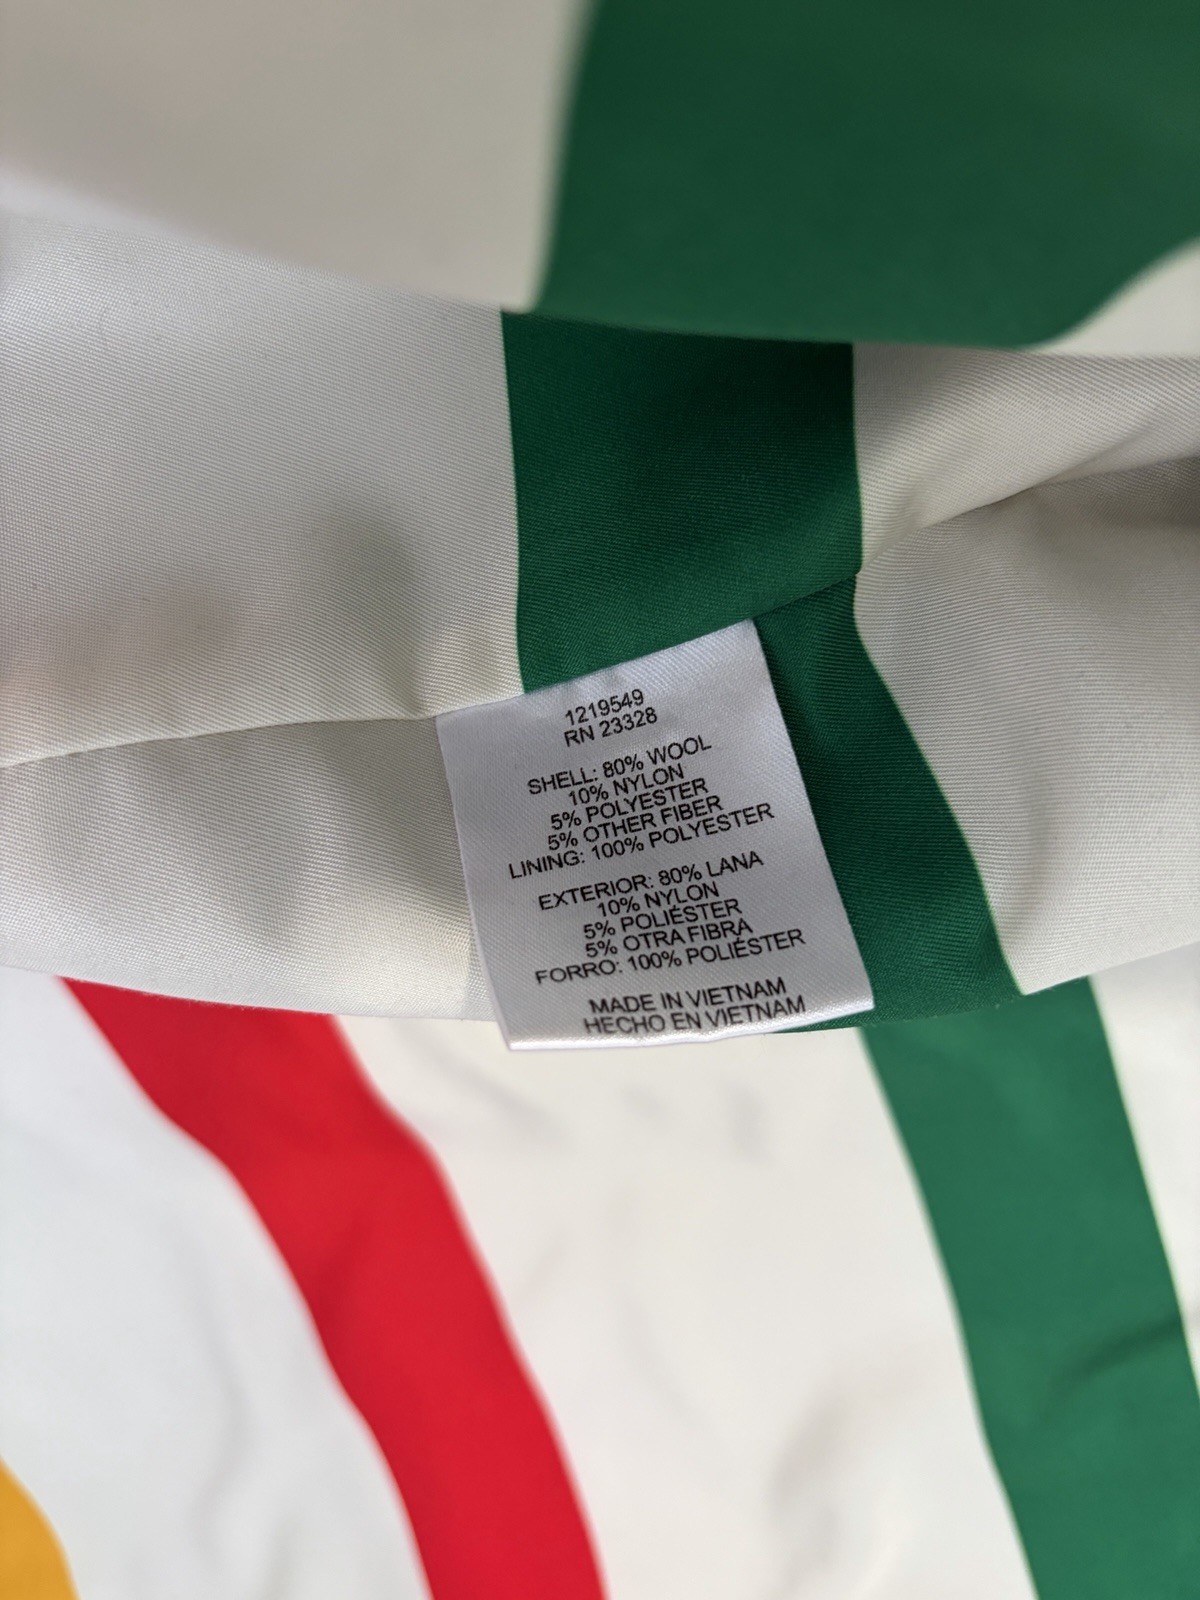 1219549
RN 23328
SHELL: 80% WOOL
10% NYLON
5% POLYESTER
5% OTHER FIBER
LINING: 100% POLYESTER
EXTERIOR: 80% LANA
10% NYLON
5% POLIÉSTER
5% OTRA FIBRA
FORRO: 100% POLIÉSTER
MADE IN VIETNAM
HECHO EN VIETNAM